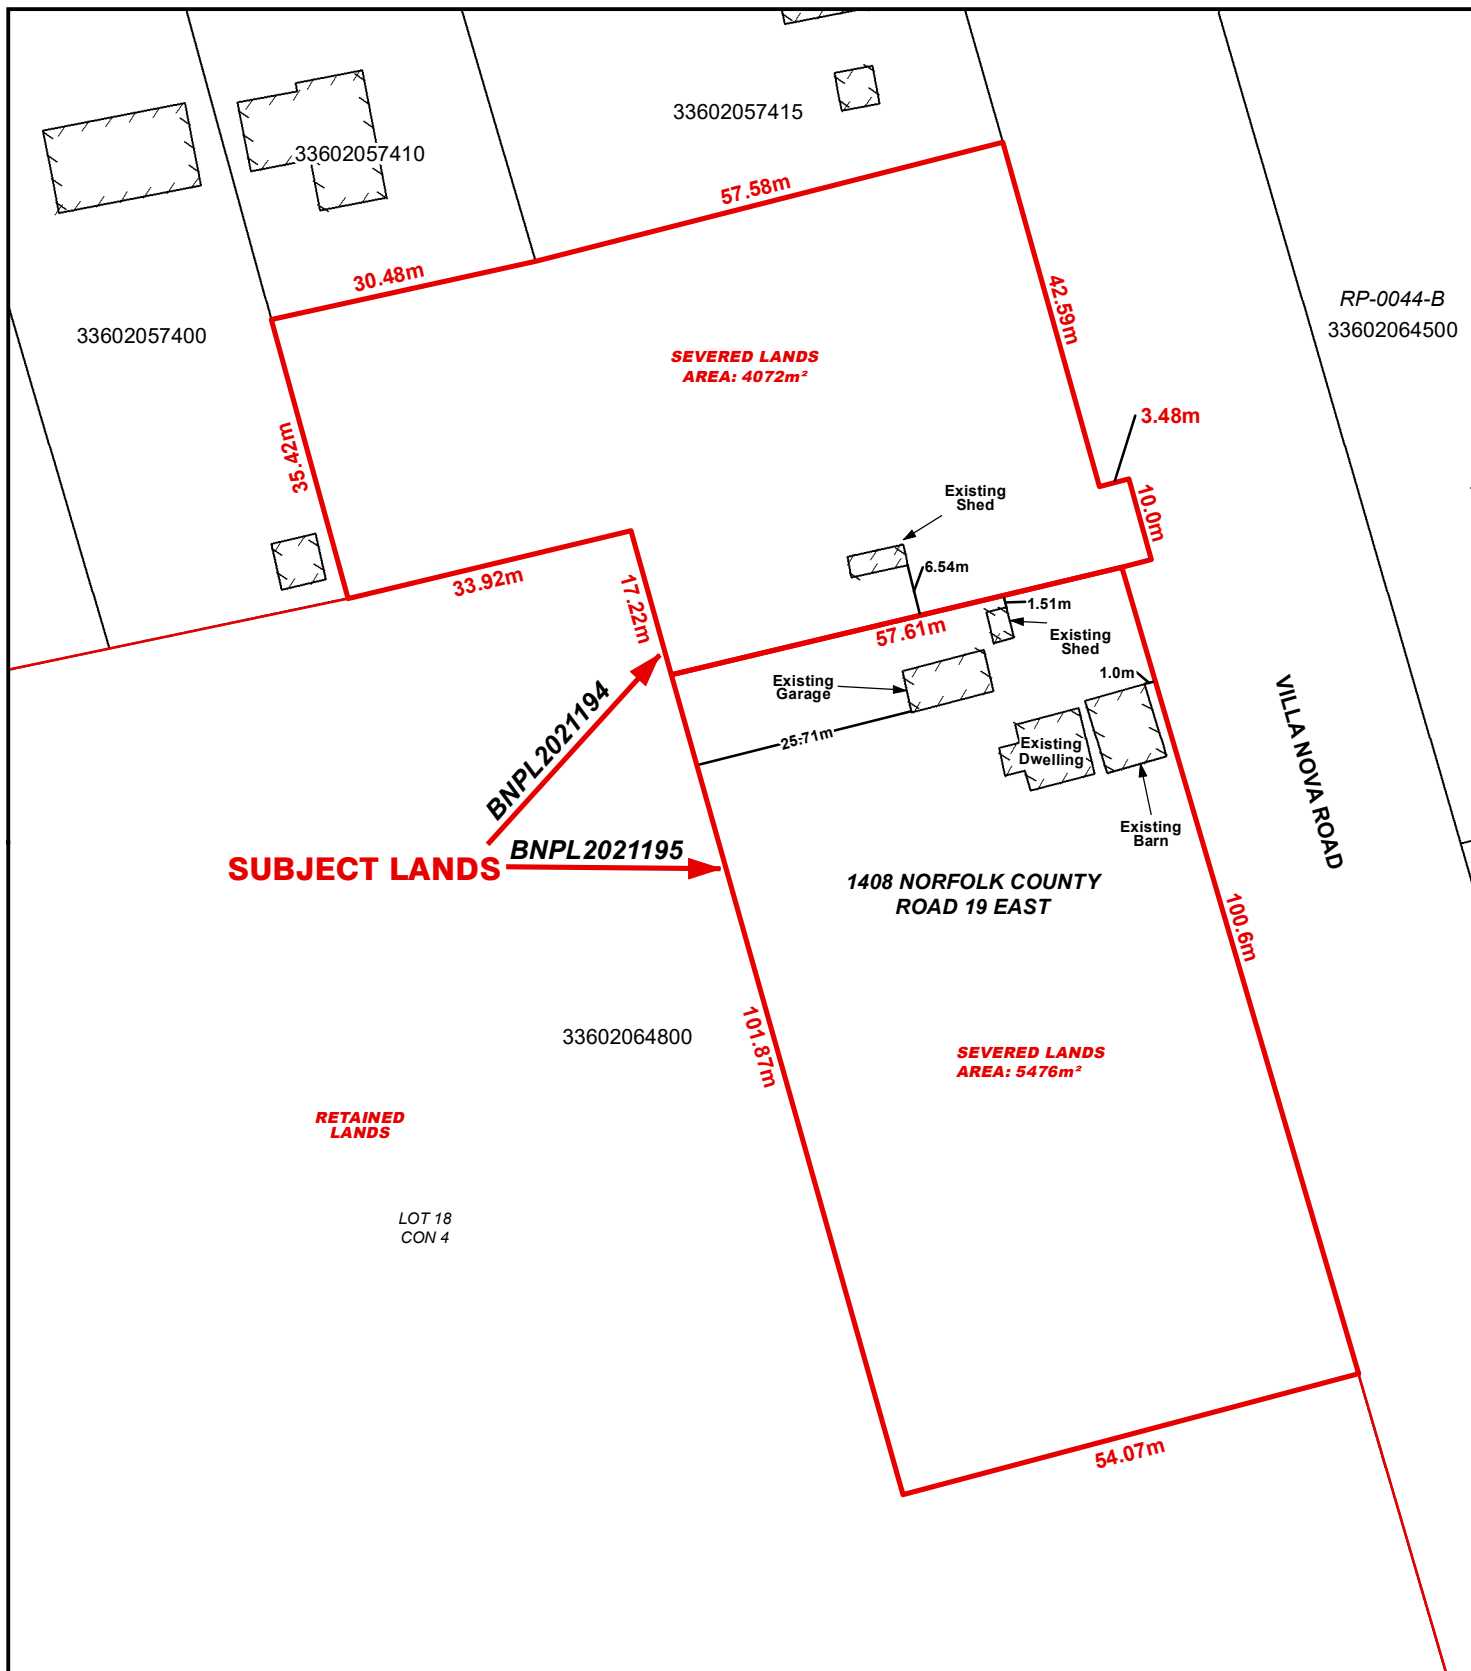 33602057415
33602057410
57.58m
30.48m
RP-0044-B
33602064500
33602057400
42.59m
SEVERED LANDS
AREA: 4072m²
3.48m
35.42m
Existing
Shed
10.0m
6.54m
33.92m
17.22m
1.51m
57.61m
Existing
Shed
1.0m
Existing
Garage
BNPL2021194
25.71m
Existing
Dwelling
VILLA NOVA ROAD
Existing
Barn
BNPL2021195
SUBJECT LANDS
1408 NORFOLK COUNTY
ROAD 19 EAST
100.6m
33602064800
101.87m
SEVERED LANDS
AREA: 5476m²
RETAINED
LANDS
LOT 18
CON 4
54.07m